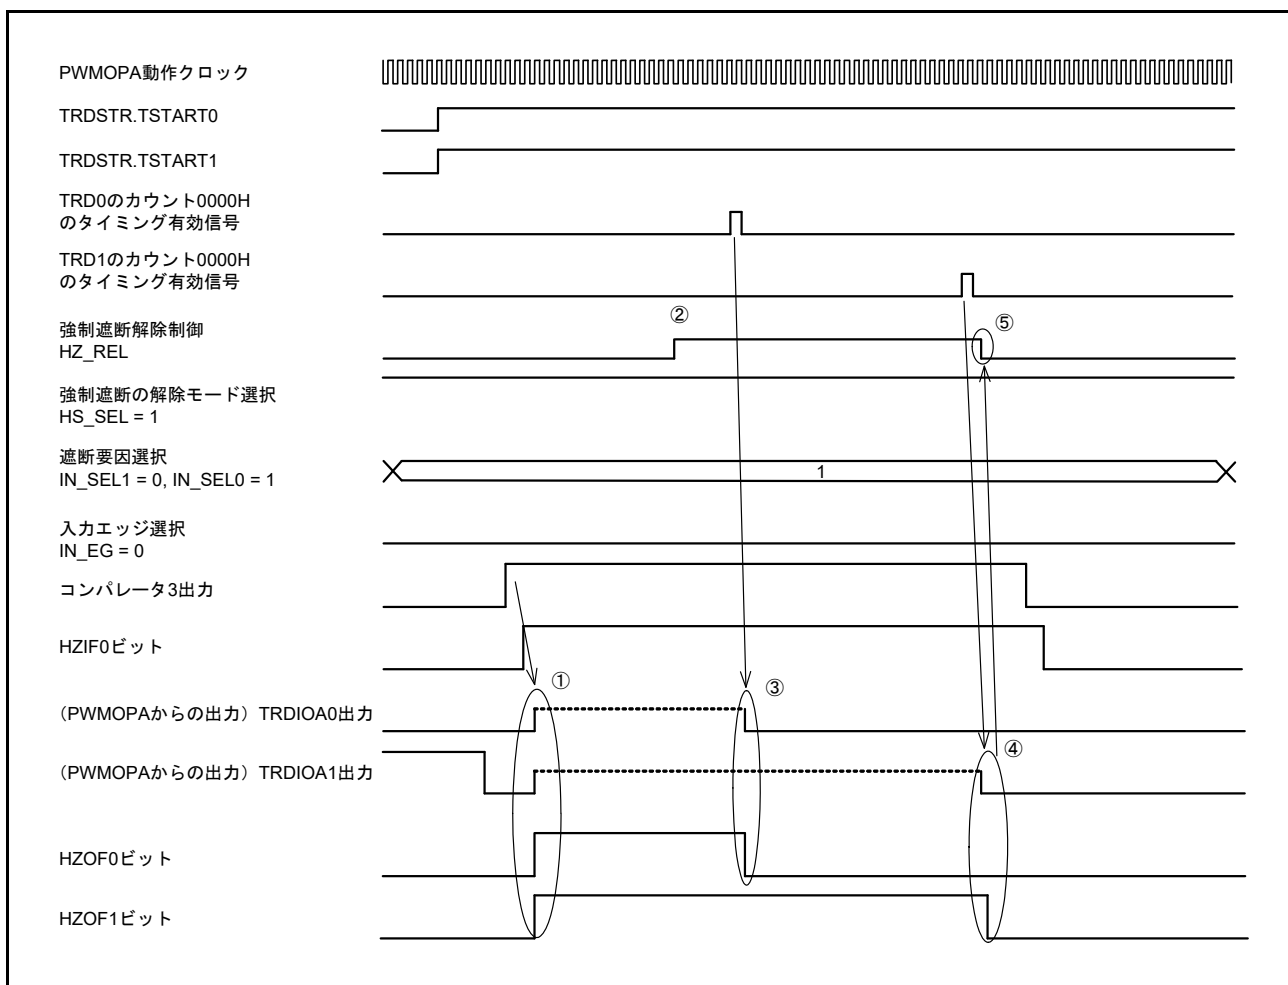 PWMOPA動作クロック
TRDSTR.TSTART0
TRDSTR.TSTART1
TRD0のカウント0000H
のタイミング有効信号
TRD1のカウント0000H
のタイミング有効信号
②
強制遮断解除制御
HZ_REL
⑤
強制遮断の解除モード選択
HS_SEL = 1
遮断要因選択
IN_SEL1 = 0, IN_SEL0 = 1
1
入力エッジ選択
IN_EG = 0
コンパレータ3出力
HZIF0ビット
①
③
(PWMOPAからの出力) TRDIOA0出力
④
(PWMOPAからの出力) TRDIOA1出力
HZOF0ビット
HZOF1ビット